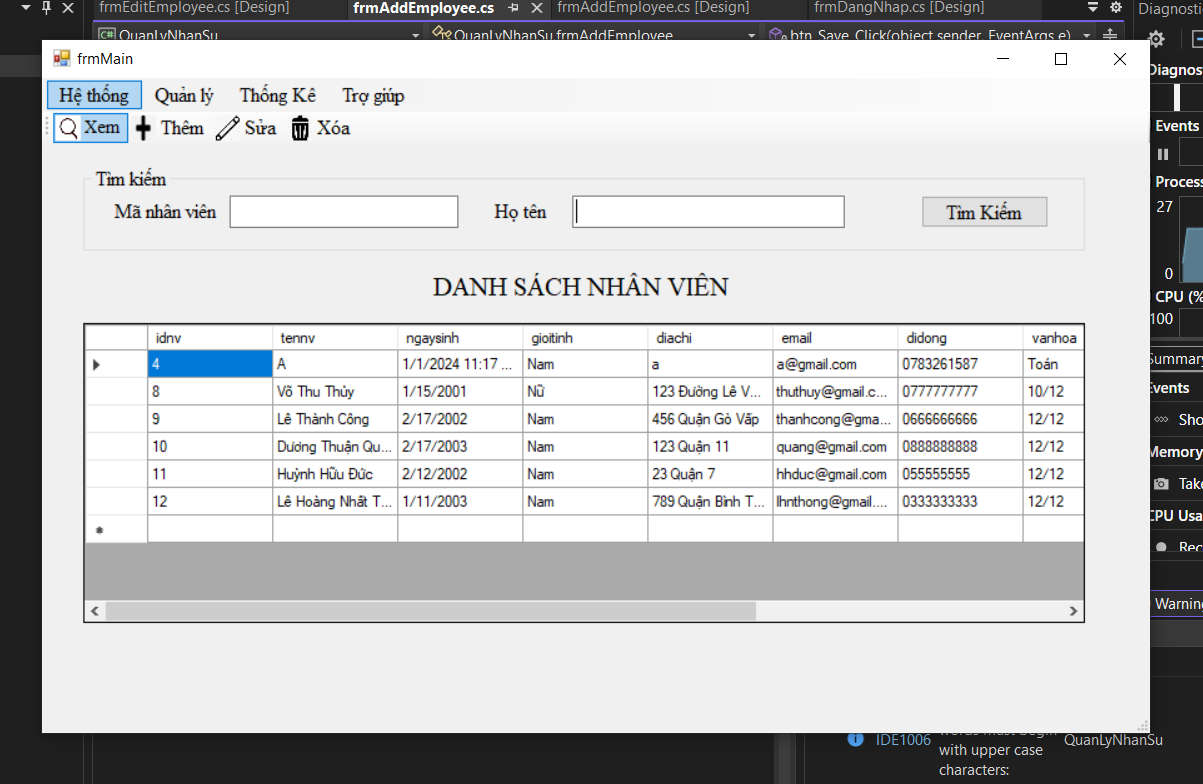 frmEditEmployee.cs [Design]
frmAddEmployee.cs
frmAddEmployee.cs [Design]
frmDangNhap.cs [Design]
Diagnosti
C# QuanLyNhanSu
QuanLyNhanSu.frmAddEmployee
btn_Save_Click(object sender, EventArgs e)
frmMain
Hệ thống Quản lý Thống Kê Trợ giúp
Xem Thêm Sửa Xóa
Tìm kiếm
Mã nhân viên Họ tên Tìm Kiếm
DANH SÁCH NHÂN VIÊN
idnv tennv ngaysinh gioitinh diachi email didong vanhoa
4 A 1/1/2024 11:17 ... Nam a a@gmail.com 0783261587 Toán
8 Võ Thu Thủy 1/15/2001 Nữ 123 Đường Lê V... thuthuy@gmail.c... 0777777777 10/12
9 Lê Thành Công 2/17/2002 Nam 456 Quận Gò Vấp thanhcong@gma... 0666666666 12/12
10 Dương Thuận Qu... 2/17/2003 Nam 123 Quận 11 quang@gmail.com 0888888888 12/12
11 Huỳnh Hữu Đức 2/12/2002 Nam 23 Quận 7 hhduc@gmail.com 055555555 12/12
12 Lê Hoàng Nhất T... 1/11/2003 Nam 789 Quận Bình T... lhnthong@gmail.... 0333333333 12/12
Diagnos
Events
Process
27
0
CPU (%
100
Summary
Events
Sho
Memory
Take
CPU Usa
Rec
Warning
IDE1006
words must begin
with upper case
characters:
QuanLyNhanSu